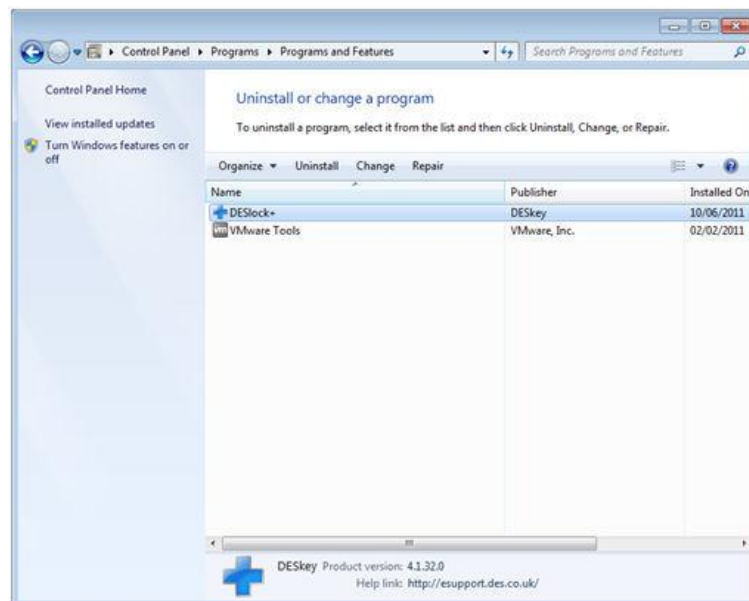 Control Panel Programs Programs and Features Search Programs and Features
Control Panel Home
View installed updates
Turn Windows features on or
off
Uninstall or change a program
To uninstall a program, select it from the list and then click Uninstall, Change, or Repair.
Organize Uninstall Change Repair
Name Publisher Installed On
DESlock+ DESkey 10/06/2011
vm VMware Tools VMware, Inc. 02/02/2011
DESkey Product version: 4.1.32.0
Help link: http://esupport.des.co.uk/